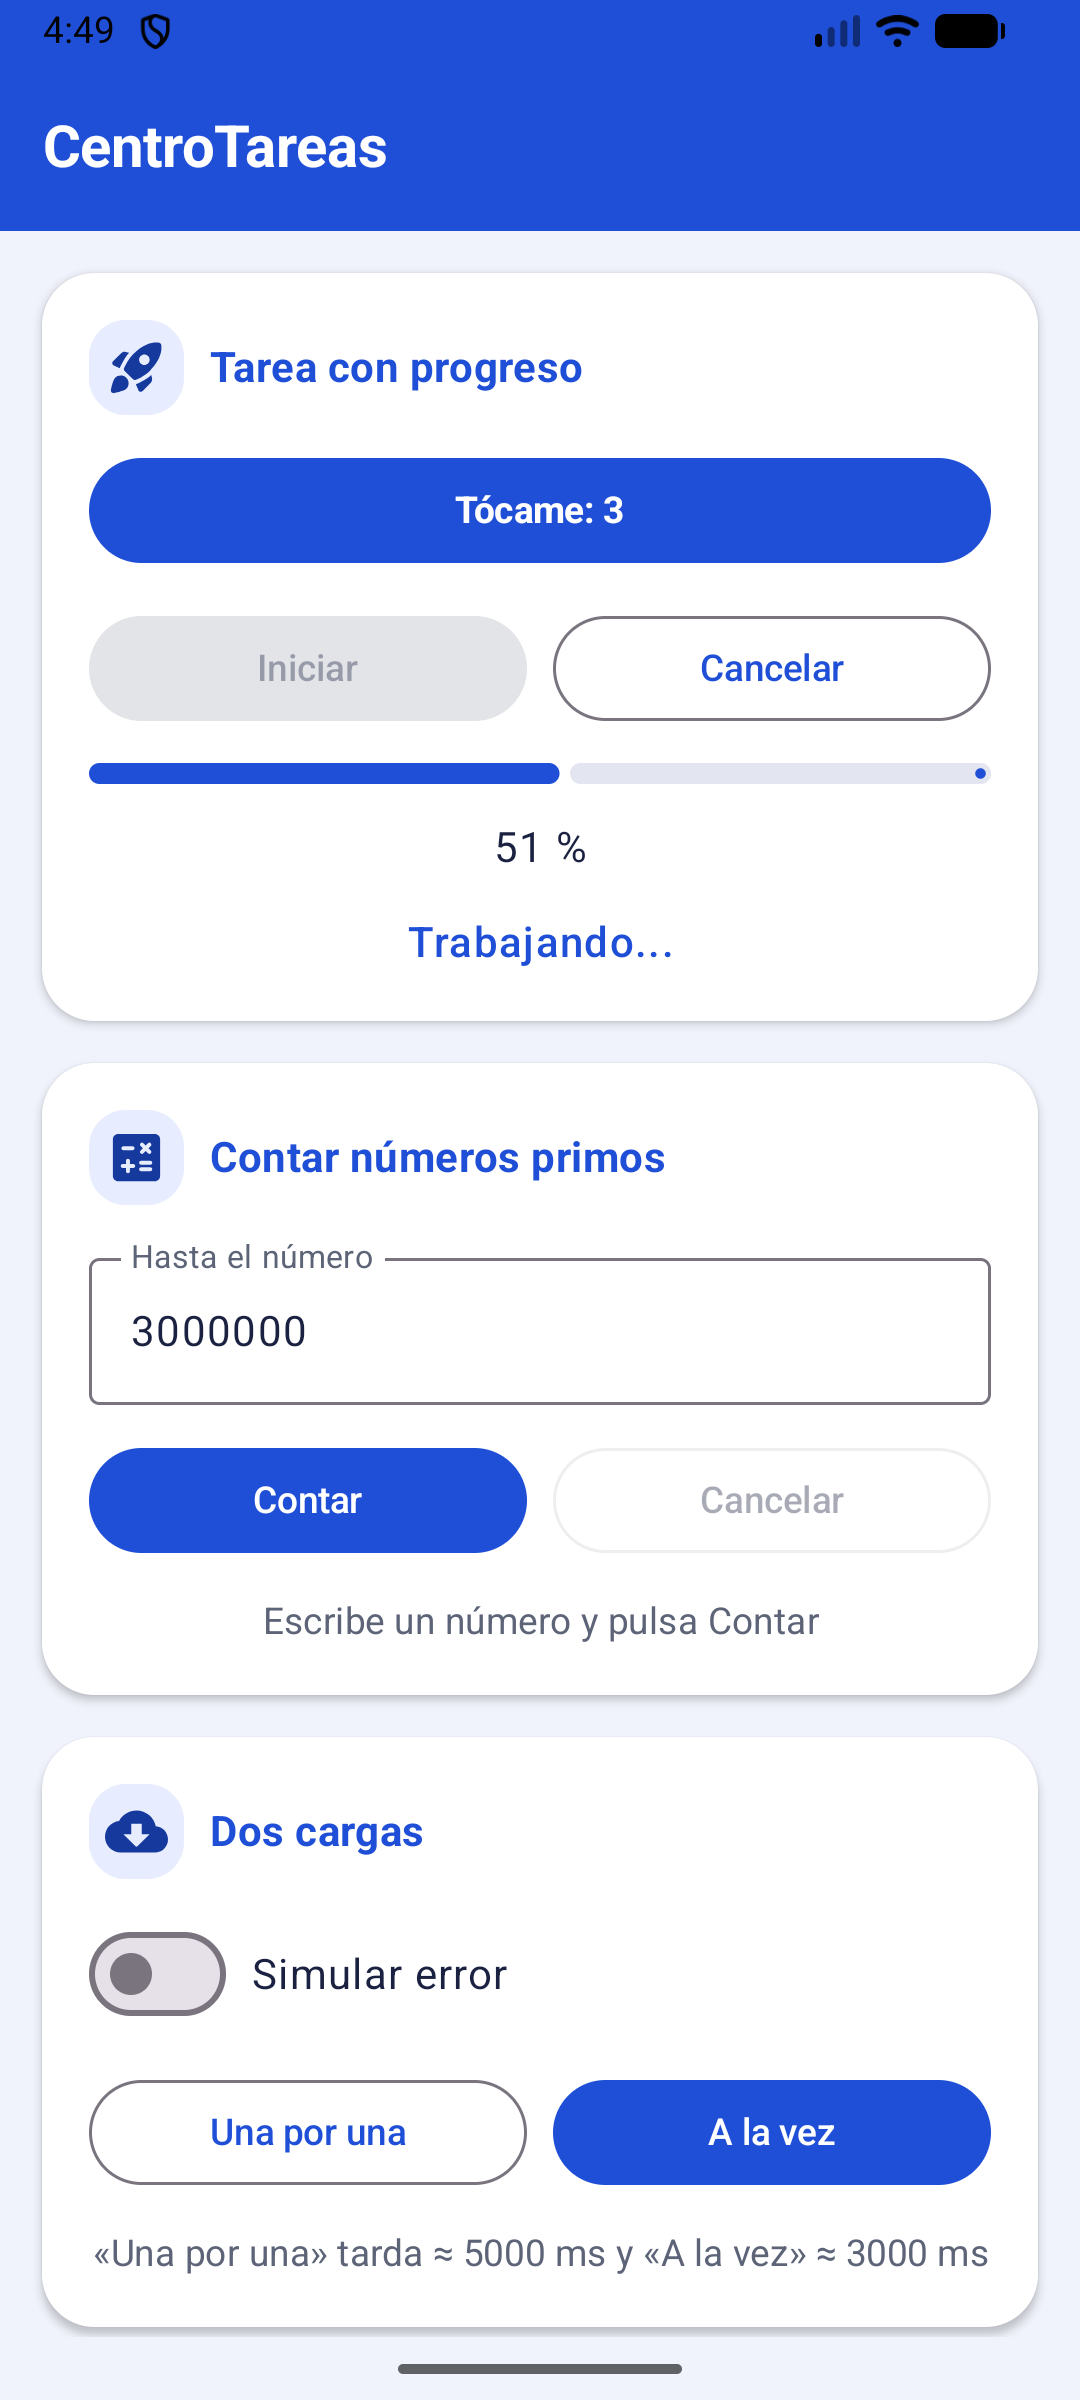 4:49
CentroTareas
Tarea con progreso
Tócame: 3
Iniciar
Cancelar
51 %
Trabajando...
Contar números primos
Hasta el número
3000000
Contar
Cancelar
Escribe un número y pulsa Contar
Dos cargas
Simular error
Una por una
A la vez
«Una por una» tarda ≈ 5000 ms y «A la vez» ≈ 3000 ms